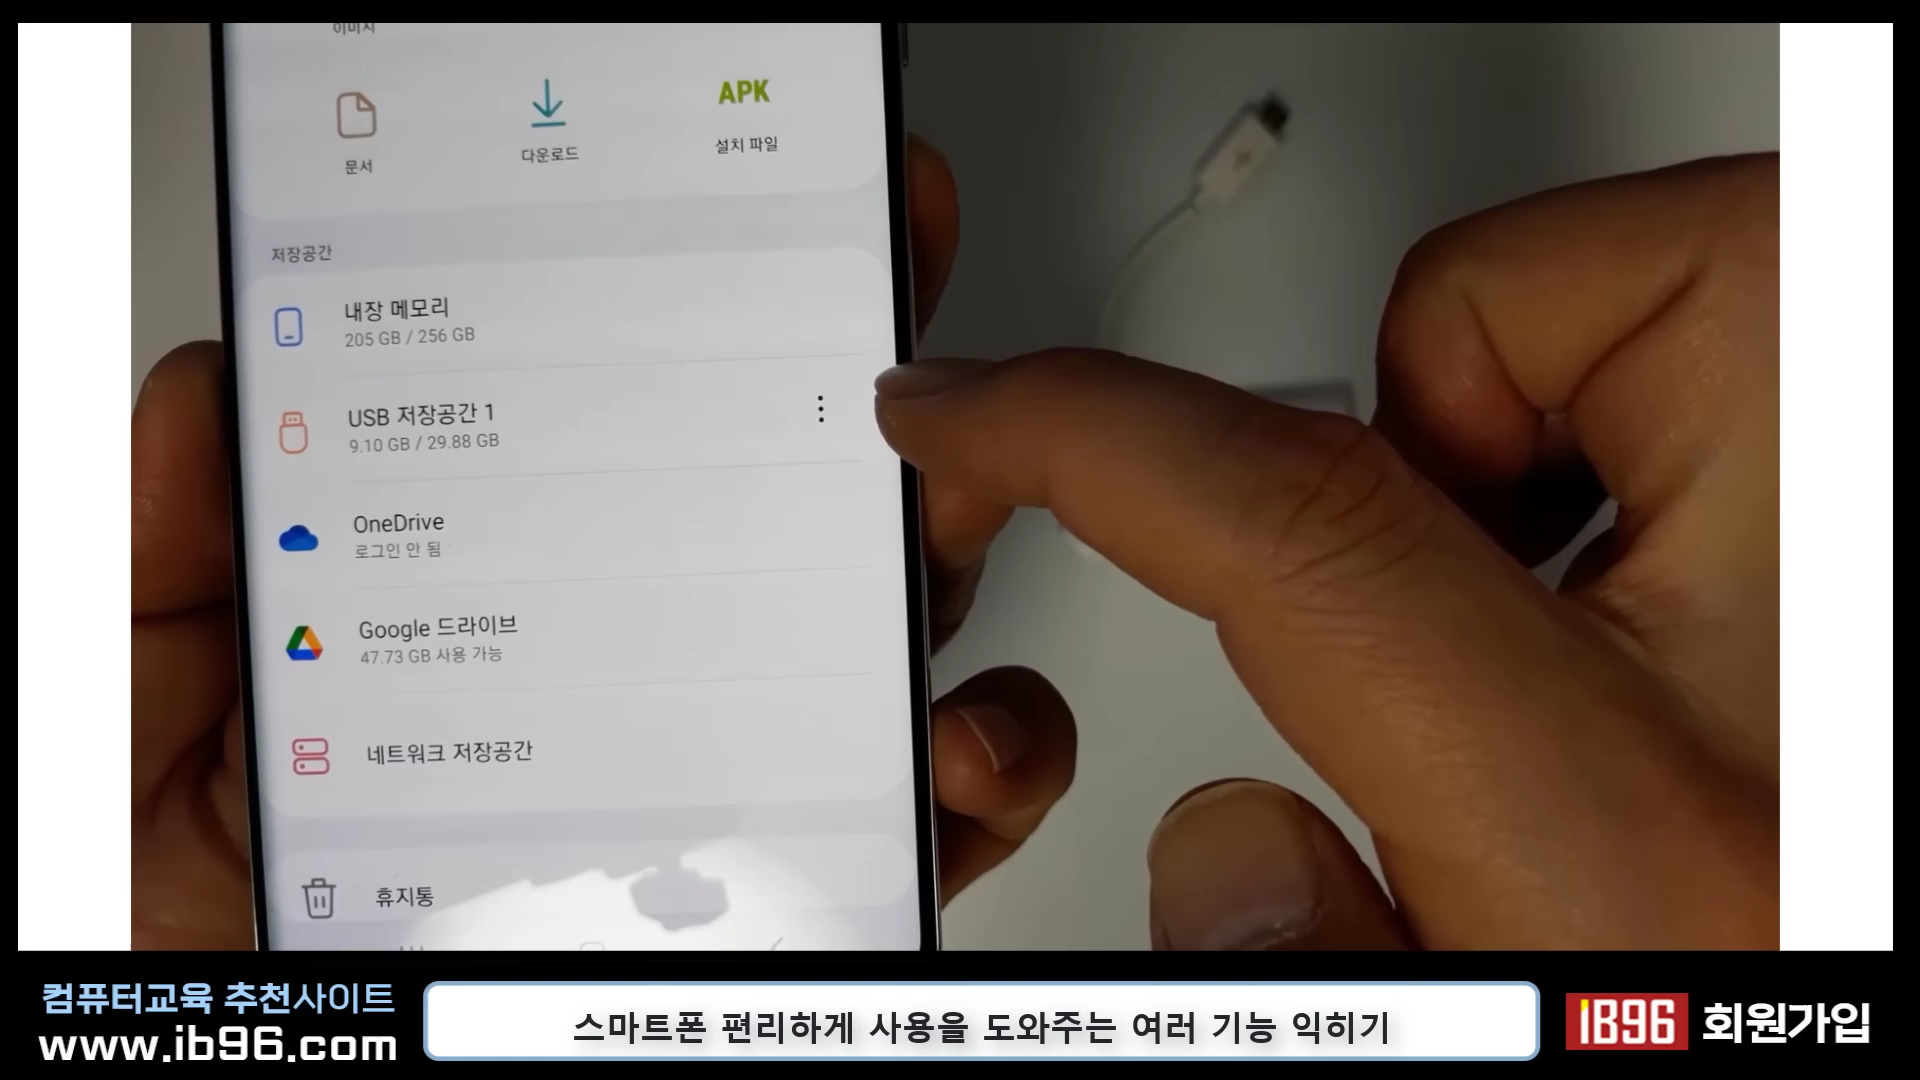 이미지
문서
다운로드
APK
설치 파일
저장공간
내장 메모리
205 GB / 256 GB
USB 저장공간 1
9.10 GB / 29.88 GB
OneDrive
로그인 안 됨
Google 드라이브
47.73 GB 사용 가능
네트워크 저장공간
휴지통
컴퓨터교육 추천사이트
www.ib96.com
스마트폰 편리하게 사용을 도와주는 여러 기능 익히기
IB96 회원가입